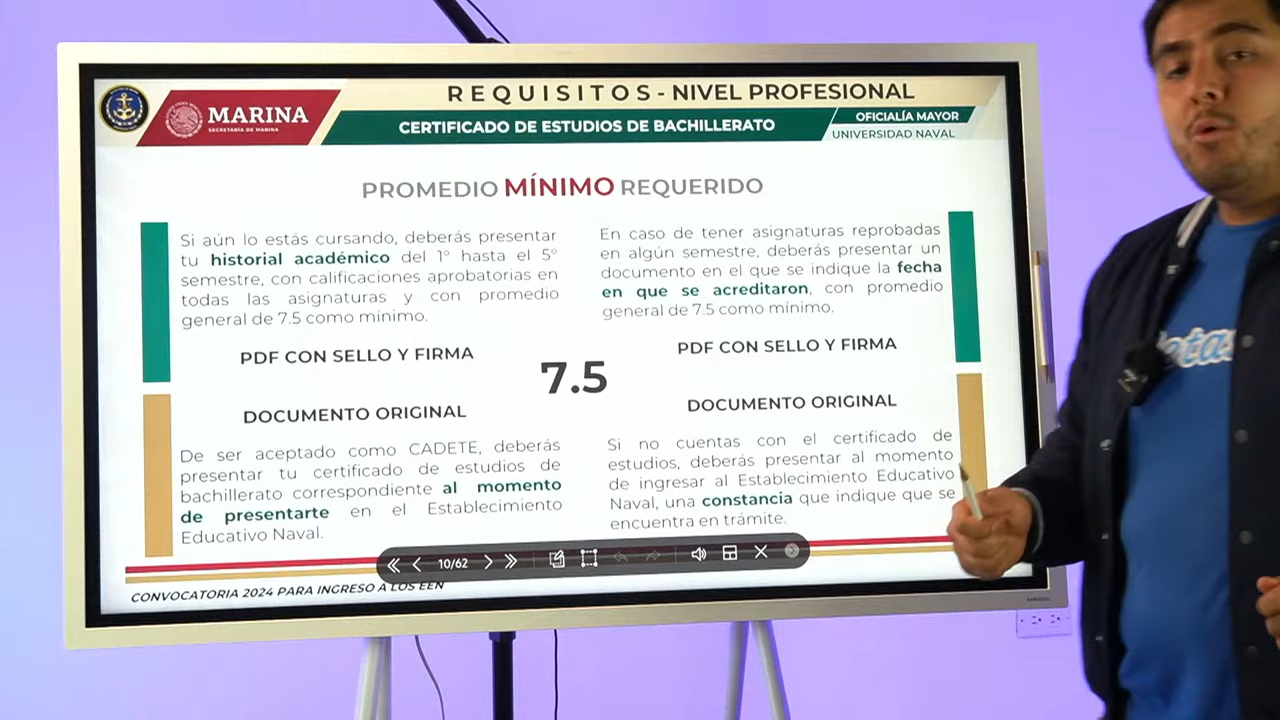 REQUISITOS - NIVEL PROFESIONAL
MARINA
SECRETARÍA DE MARINA
CERTIFICADO DE ESTUDIOS DE BACHILLERATO
OFICIALÍA MAYOR
UNIVERSIDAD NAVAL
PROMEDIO MÍNIMO REQUERIDO
Si aún lo estás cursando, deberás presentar
tu historial académico del 1º hasta el 5º
semestre, con calificaciones aprobatorias en
todas las asignaturas y con promedio
general de 7.5 como mínimo.
PDF CON SELLO Y FIRMA
En caso de tener asignaturas reprobadas
en algún semestre, deberás presentar un
documento en el que se indique la fecha
en que se acreditaron, con promedio
general de 7.5 como mínimo.
PDF CON SELLO Y FIRMA
7.5
DOCUMENTO ORIGINAL
De ser aceptado como CADETE, deberás
presentar tu certificado de estudios de
bachillerato correspondiente al momento
de presentarte en el Establecimiento
Educativo Naval.
DOCUMENTO ORIGINAL
Si no cuentas con el certificado de
estudios, deberás presentar al momento
de ingresar al Establecimiento Educativo
Naval, una constancia que indique que se
encuentra en trámite.
10/62
CONVOCATORIA 2024 PARA INGRESO A LOS EEN